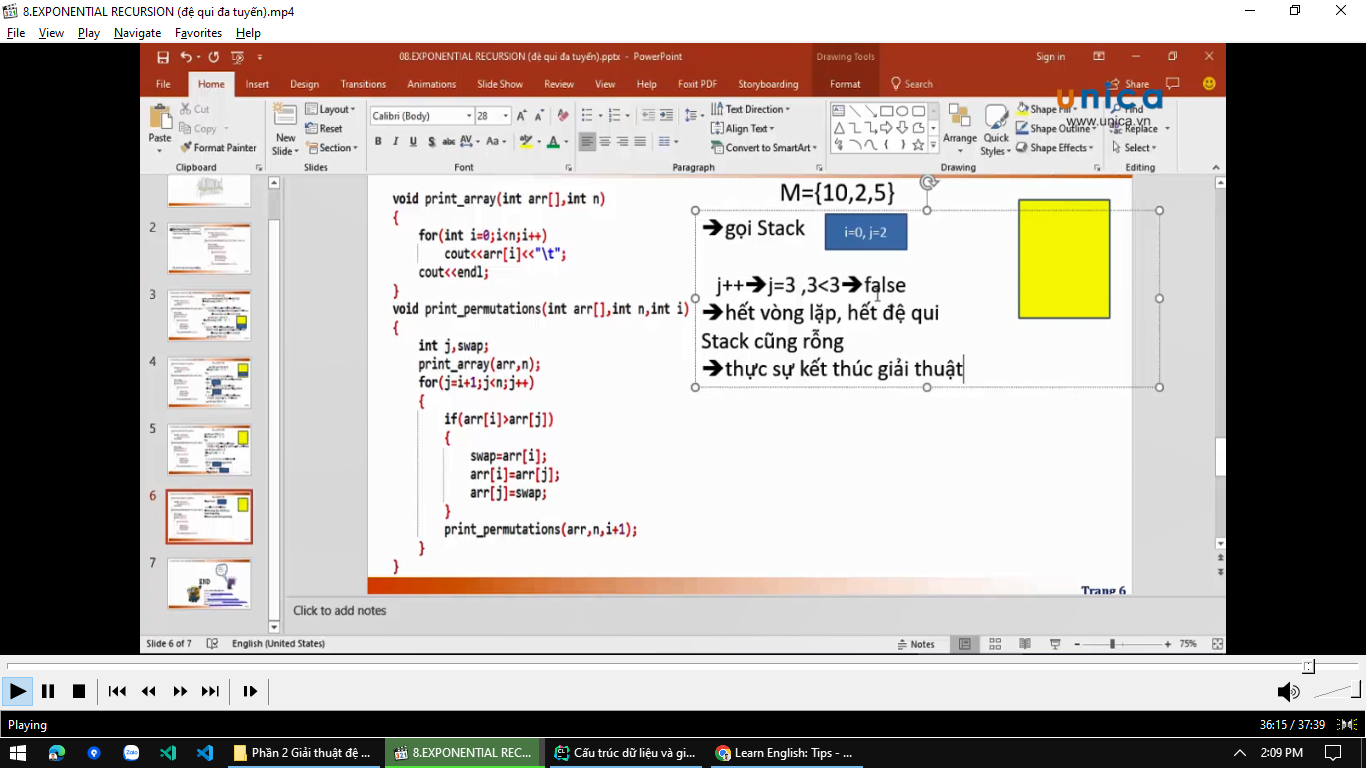 8.EXPONENTIAL RECURSION (đệ qui đa tuyến).mp4
File View Play Navigate Favorites Help
08.EXPONENTIAL RECURSION (đệ qui đa tuyến).pptx - PowerPoint
Drawing Tools
Sign in
File Home Insert Design Transitions Animations Slide Show Review View Help Foxit PDF Storyboarding Format Search Share
unica
www.unica.vn
Paste
Cut
Copy
Format Painter
Clipboard
New
Slide
Layout
Reset
Section
Slides
Calibri (Body) 28
B I U S abc AV Aa A
Font
Paragraph
Text Direction
Align Text
Convert to SmartArt
Arrange
Quick
Styles
Shape Fill
Shape Outline
Shape Effects
Drawing
Find
Replace
Select
Editing
2
3
4
5
6
7
END
void print_array(int arr[],int n)
{
for(int i=0;i<n;i++)
cout<<arr[i]<<"\t";
cout<<endl;
}
void print_permutations(int arr[],int n,int i)
{
int j,swap;
print_array(arr,n);
for(j=i+1;j<n;j++)
{
if(arr[i]>arr[j])
{
swap=arr[i];
arr[i]=arr[j];
arr[j]=swap;
}
print_permutations(arr,n,i+1);
}
}
M={10,2,5}
➔gọi Stack
i=0, j=2
j++➔j=3 ,3<3➔false
➔hết vòng lặp, hết đệ qui
Stack cũng rỗng
➔thực sự kết thúc giải thuật
Trang 6
Click to add notes
Slide 6 of 7 English (United States) Notes 75%
Playing
36:15 / 37:39
Phần 2 Giải thuật đệ ...
8.EXPONENTIAL REC...
Cấu trúc dữ liệu và gi...
Learn English: Tips - ...
2:09 PM